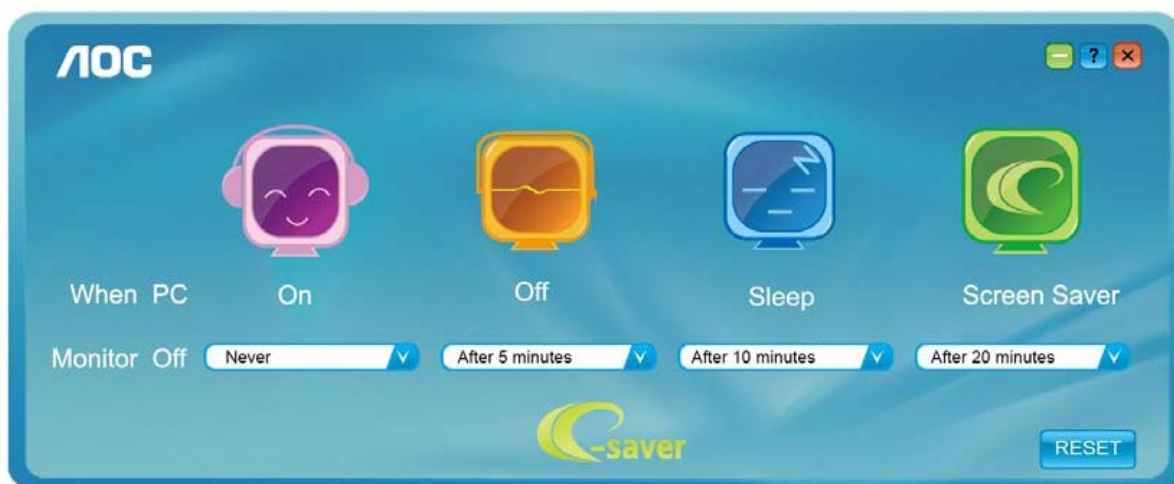 AOC
?
When PC On Off Sleep Screen Saver
Monitor Off Never After 5 minutes After 10 minutes After 20 minutes
e-saver
RESET